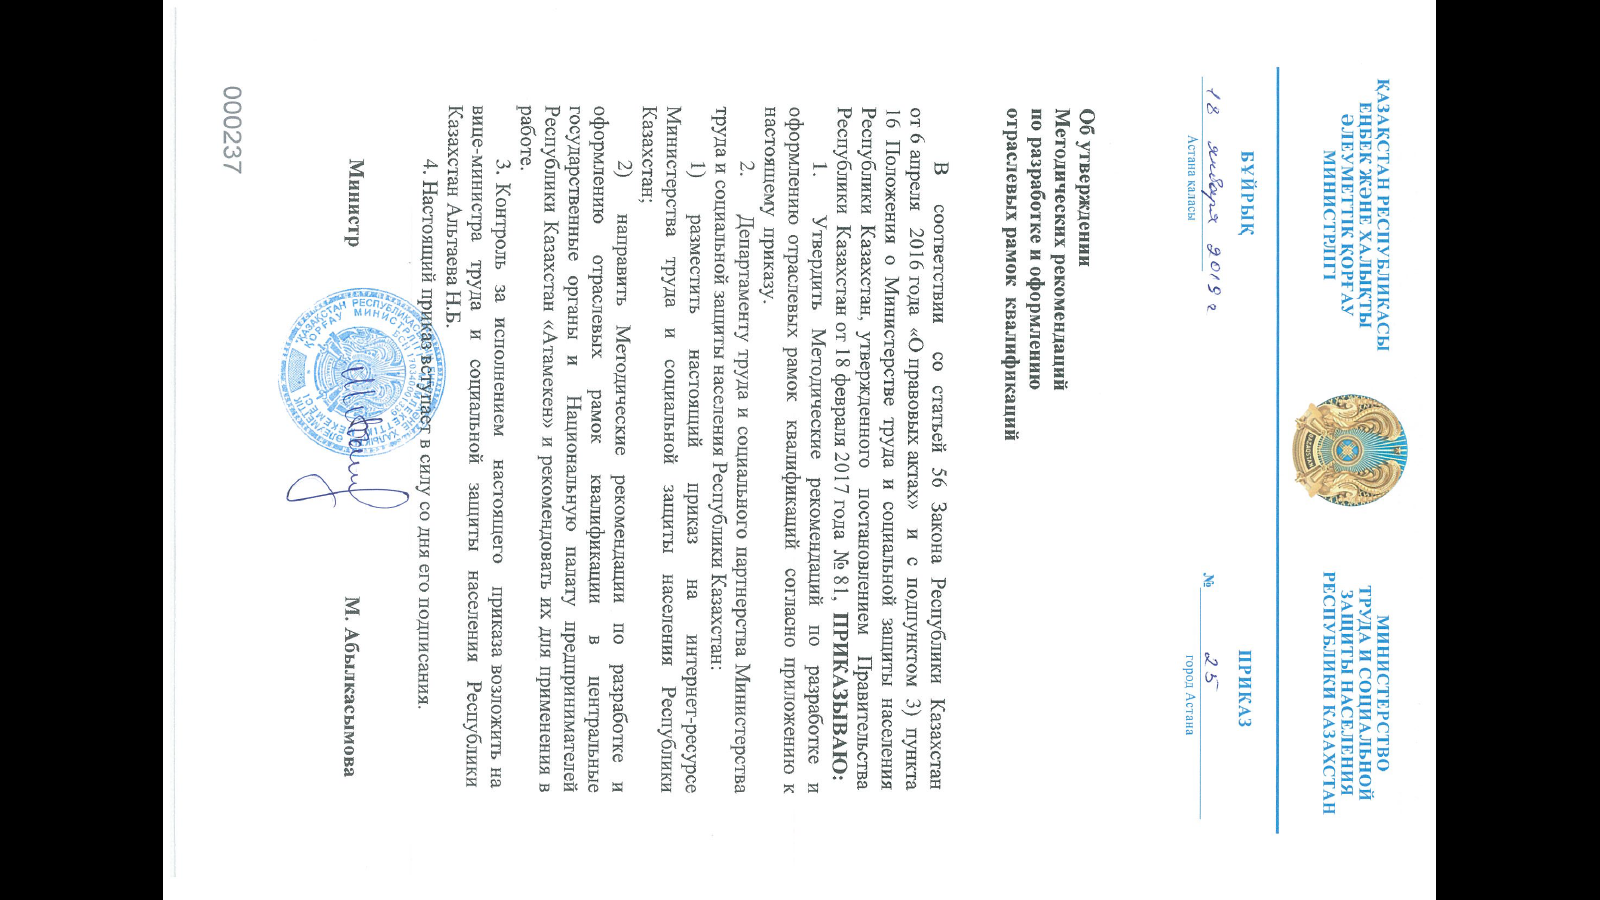 ҚАЗАҚСТАН РЕСПУБЛИКАСЫ
ЕҢБЕК ЖӘНЕ ХАЛЫҚТЫ
ӘЛЕУМЕТТІК ҚОРҒАУ
МИНИСТРЛІГІ
МИНИСТЕРСТВО
ТРУДА И СОЦИАЛЬНОЙ
ЗАЩИТЫ НАСЕЛЕНИЯ
РЕСПУБЛИКИ КАЗАХСТАН
БҰЙРЫҚ
ПРИКАЗ
18 января 2019 г
№ 25
Астана қаласы
город Астана
Об утверждении
Методических рекомендаций
по разработке и оформлению
отраслевых рамок квалификаций
В соответствии со статьей 56 Закона Республики Казахстан
от 6 апреля 2016 года «О правовых актах» и с подпунктом 3) пункта
16 Положения о Министерстве труда и социальной защиты населения
Республики Казахстан, утвержденного постановлением Правительства
Республики Казахстан от 18 февраля 2017 года № 81, ПРИКАЗЫВАЮ:
1. Утвердить Методические рекомендаций по разработке и
оформлению отраслевых рамок квалификаций согласно приложению к
настоящему приказу.
2. Департаменту труда и социального партнерства Министерства
труда и социальной защиты населения Республики Казахстан:
1) разместить настоящий приказ на интернет-ресурсе
Министерства труда и социальной защиты населения Республики
Казахстан;
2) направить Методические рекомендации по разработке и
оформлению отраслевых рамок квалификации в центральные
государственные органы и Национальную палату предпринимателей
Республики Казахстан «Атамекен» и рекомендовать их для применения в
работе.
3. Контроль за исполнением настоящего приказа возложить на
вице-министра труда и социальной защиты населения Республики
Казахстан Альтаева Н.Б.
4. Настоящий приказ вступает в силу со дня его подписания.
Министр
М. Абылкасымова
0002237